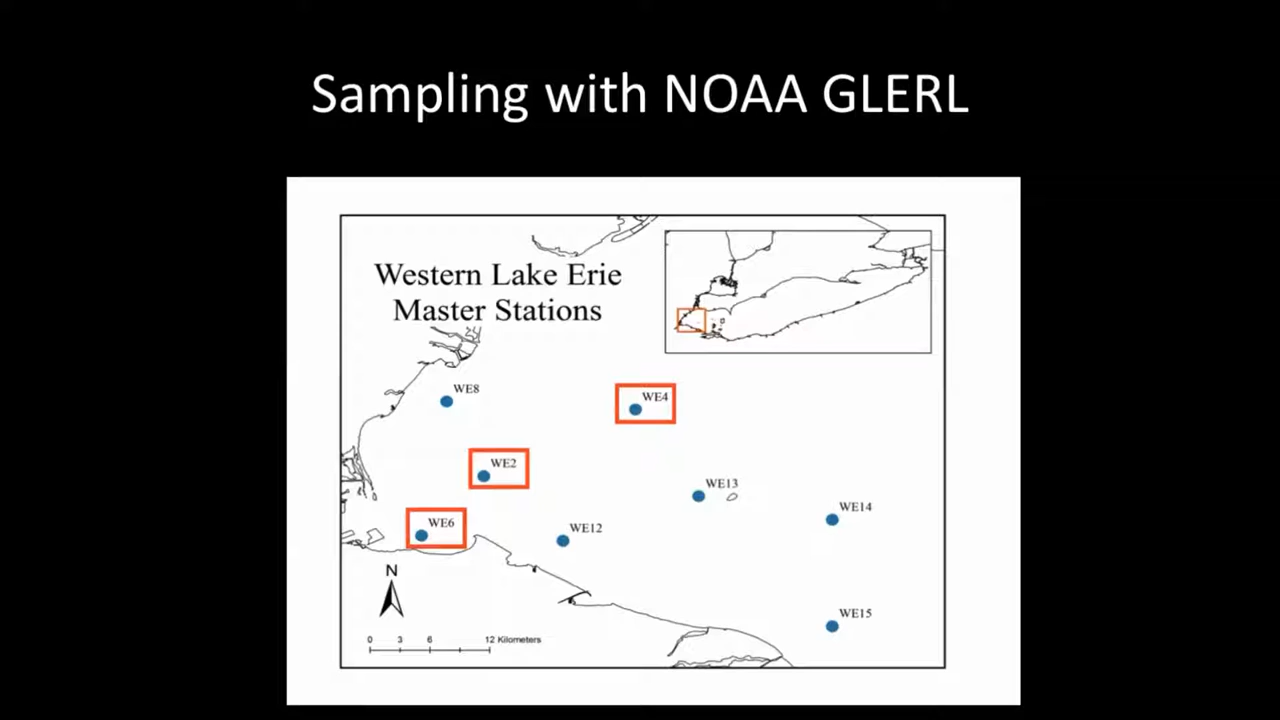 Sampling with NOAA GLERL
Western Lake Erie
Master Stations
WE8
WE4
WE2
WE13
WE14
WE6
WE12
N
WE15
0 3 6 12 Kilometers